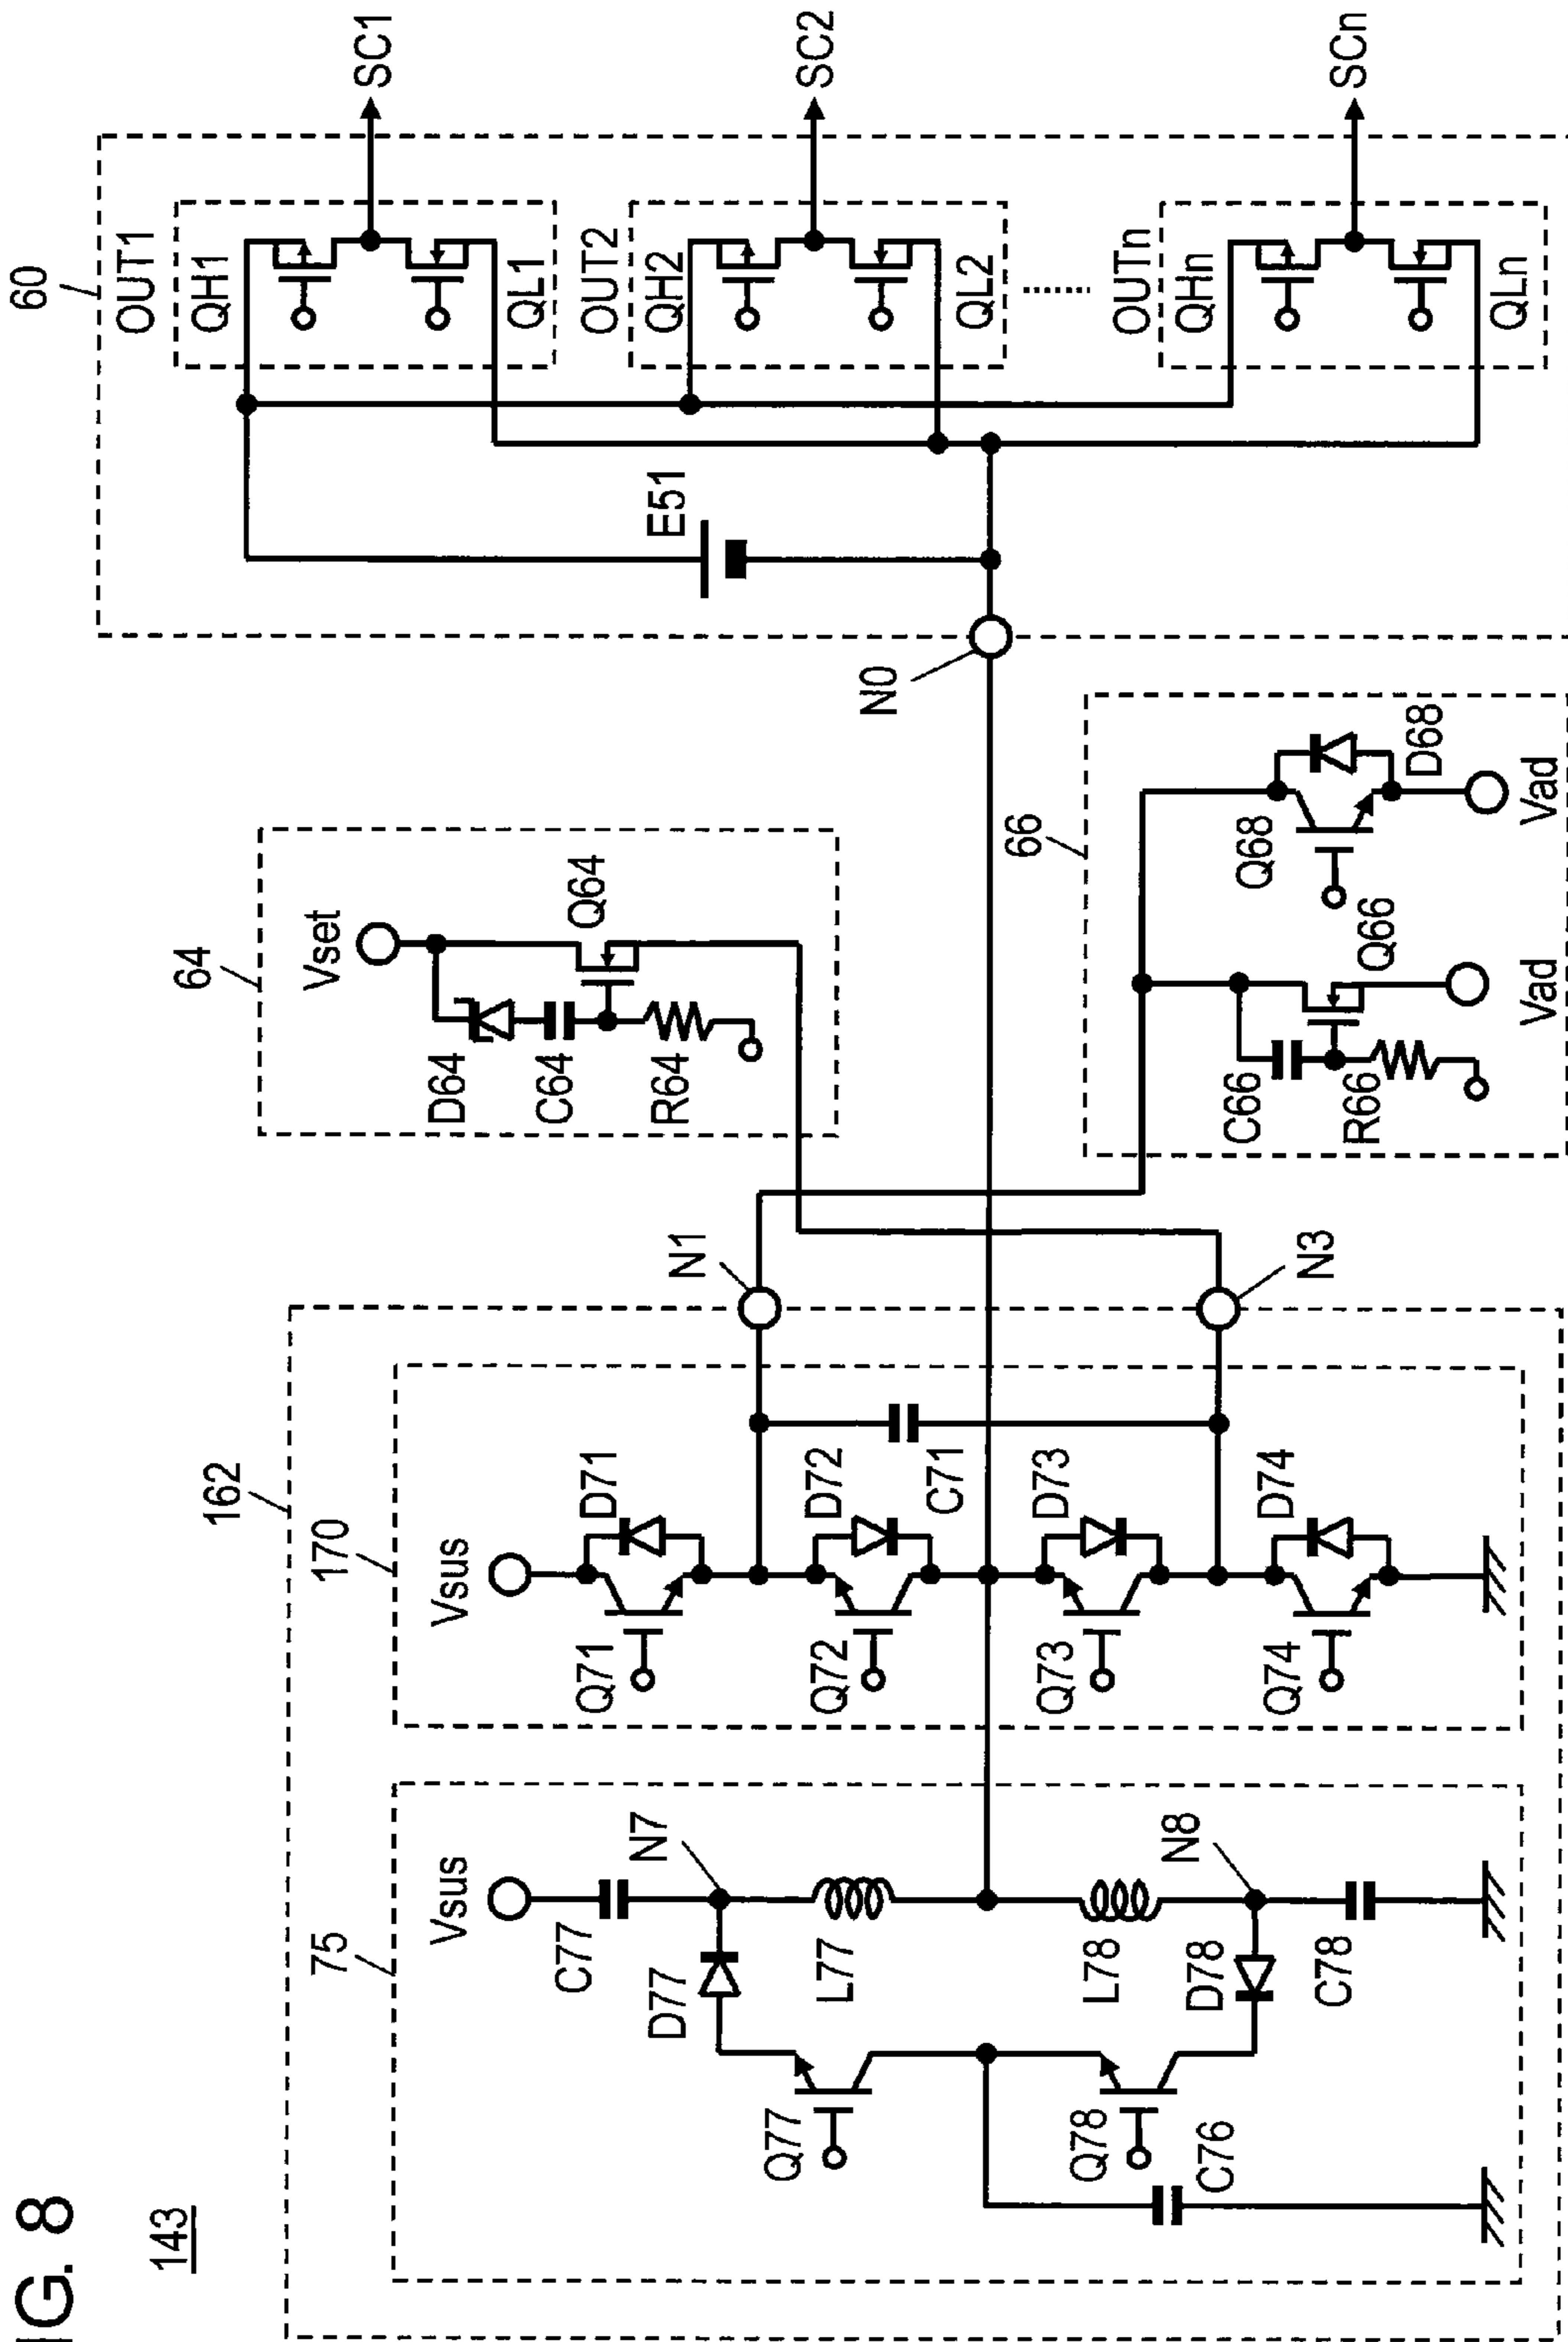 IG. 8
143
162
75
Vsus
C77
N7
D77
L77
Q77
L78
N8
D78
Q78
C76
C78
170
Vsus
Q71
D71
Q72
D72
C71
Q73
D73
Q74
D74
N1
N3
64
Vset
D64
C64
R64
Q64
66
Q68
D68
C66
R66
Q66
Vad
Vad
N0
60
E51
OUT1
QH1
QL1
SC1
OUT2
QH2
QL2
SC2
OUTn
QHn
QLn
SCn